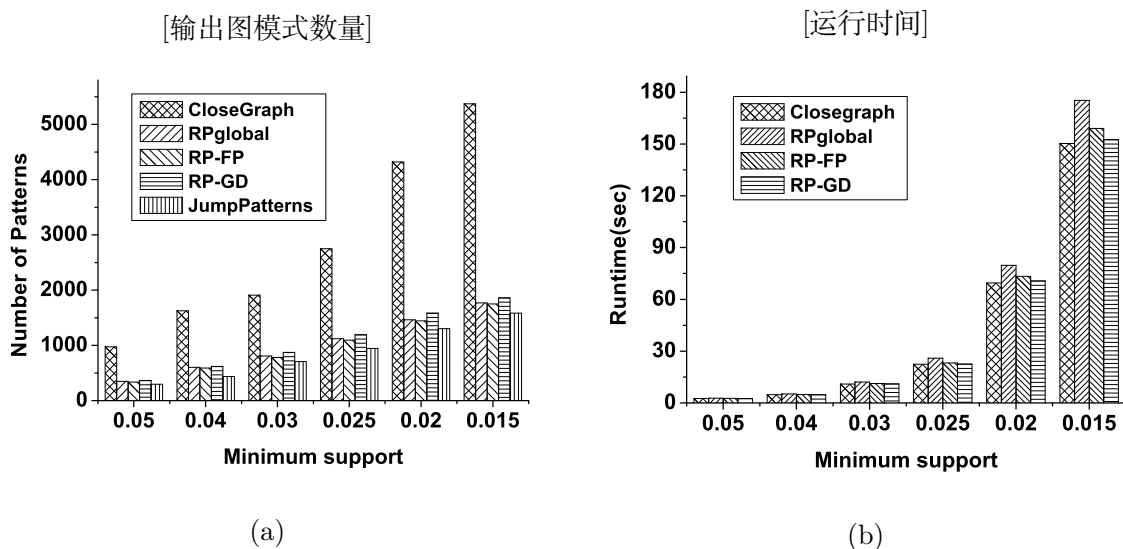 [输出图模式数量]
CloseGraph
RPglobal
RP-FP
RP-GD
JumpPatterns
Number of Patterns
5000
4000
3000
2000
1000
0
0.05 0.04 0.03 0.025 0.02 0.015
Minimum support
(a)
[运行时间]
Closegraph
RPglobal
RP-FP
RP-GD
Runtime(sec)
180
150
120
90
60
30
0
0.05 0.04 0.03 0.025 0.02 0.015
Minimum support
(b)